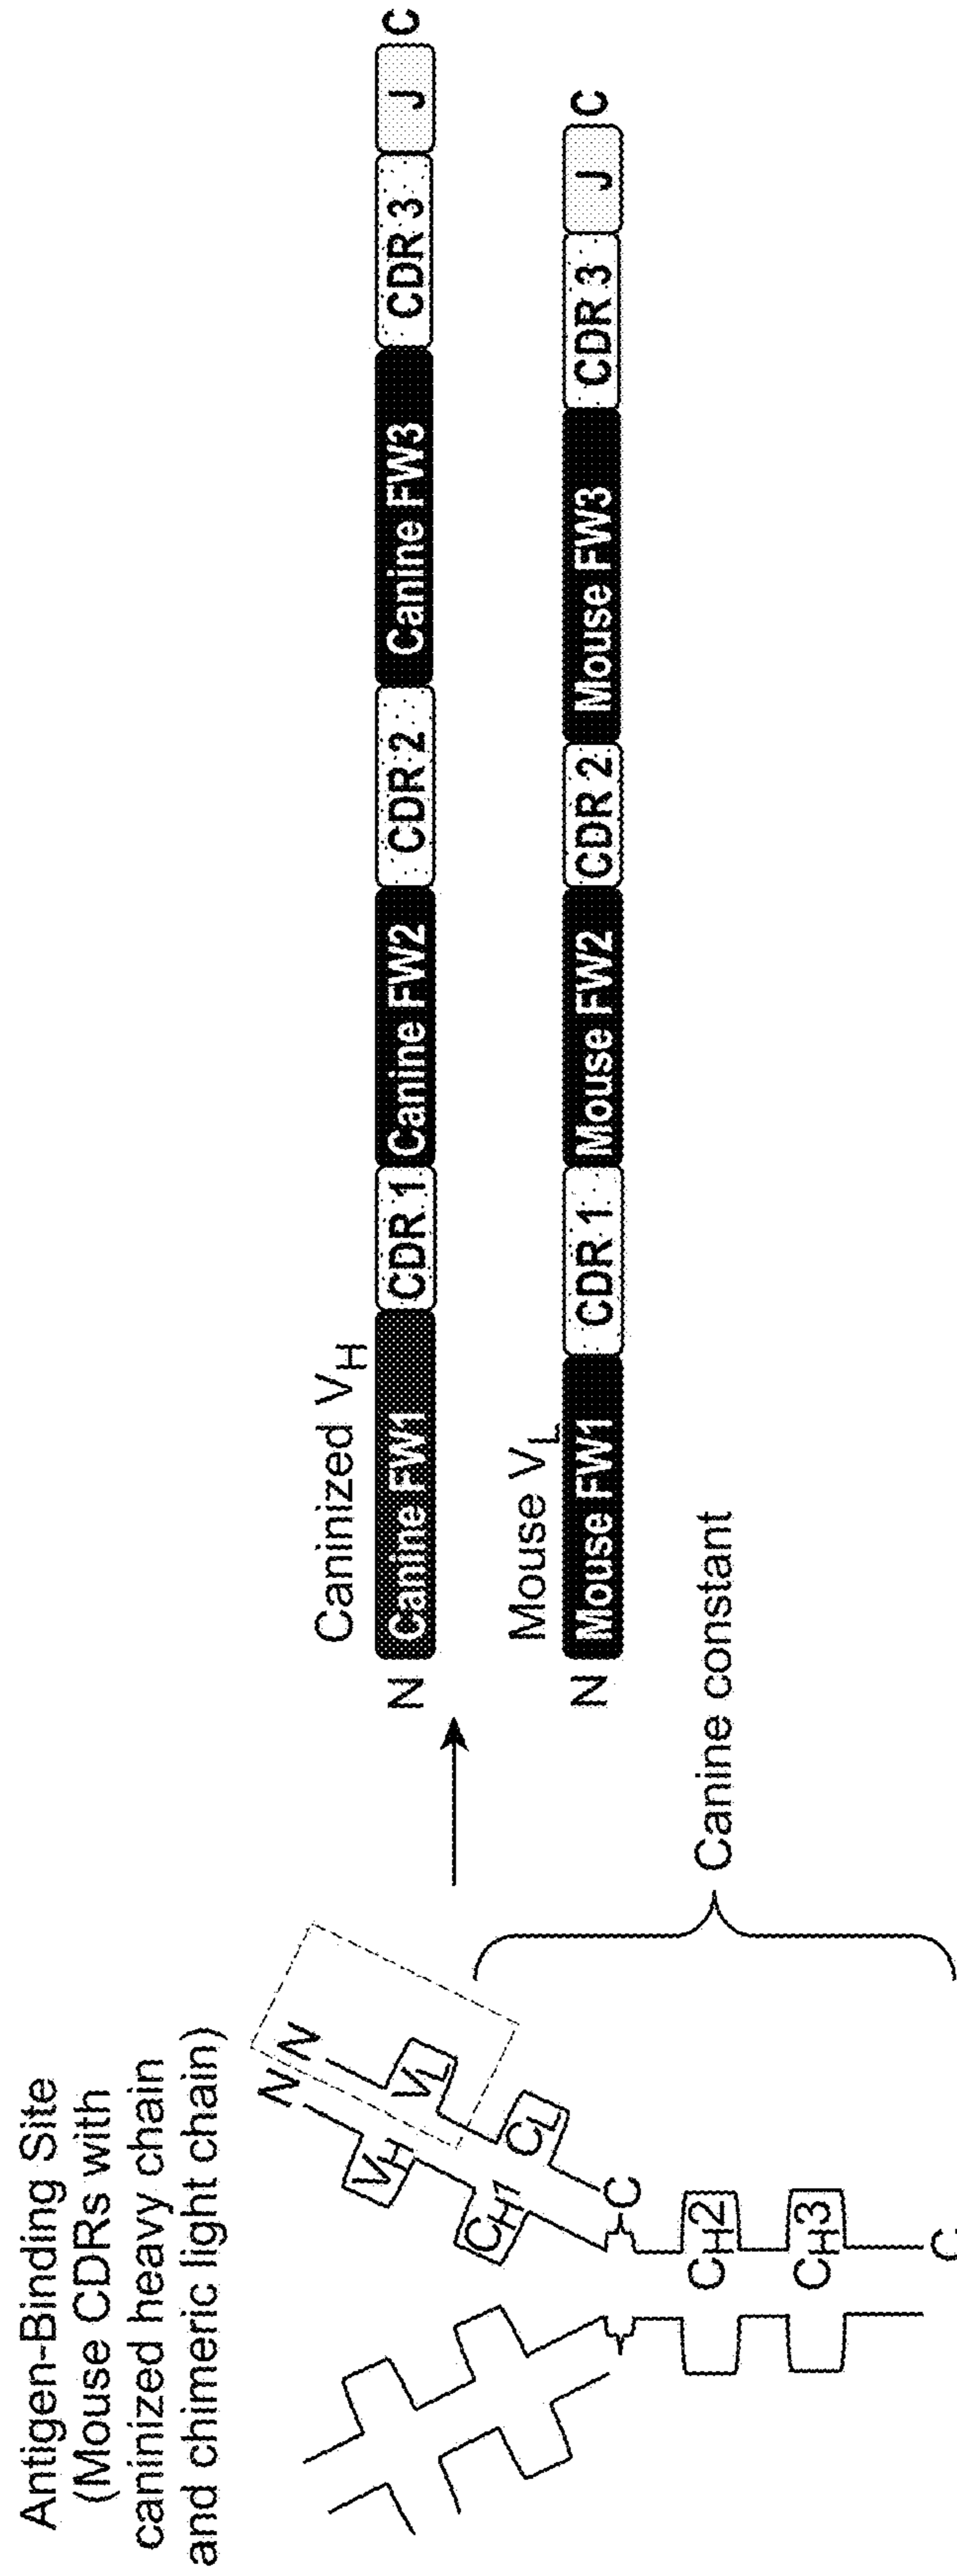 Antigen-Binding Site
(Mouse CDRs with
caninized heavy chain
and chimeric light chain)
N
N
VH
VL
CH1
CL
C
CH2
CH3
C
Canine constant
Caninized VH
N Canine FW1 CDR 1 Canine FW2 CDR 2 Canine FW3 CDR 3 J C
Mouse VL
N Mouse FW1 CDR 1 Mouse FW2 CDR 2 Mouse FW3 CDR 3 J C